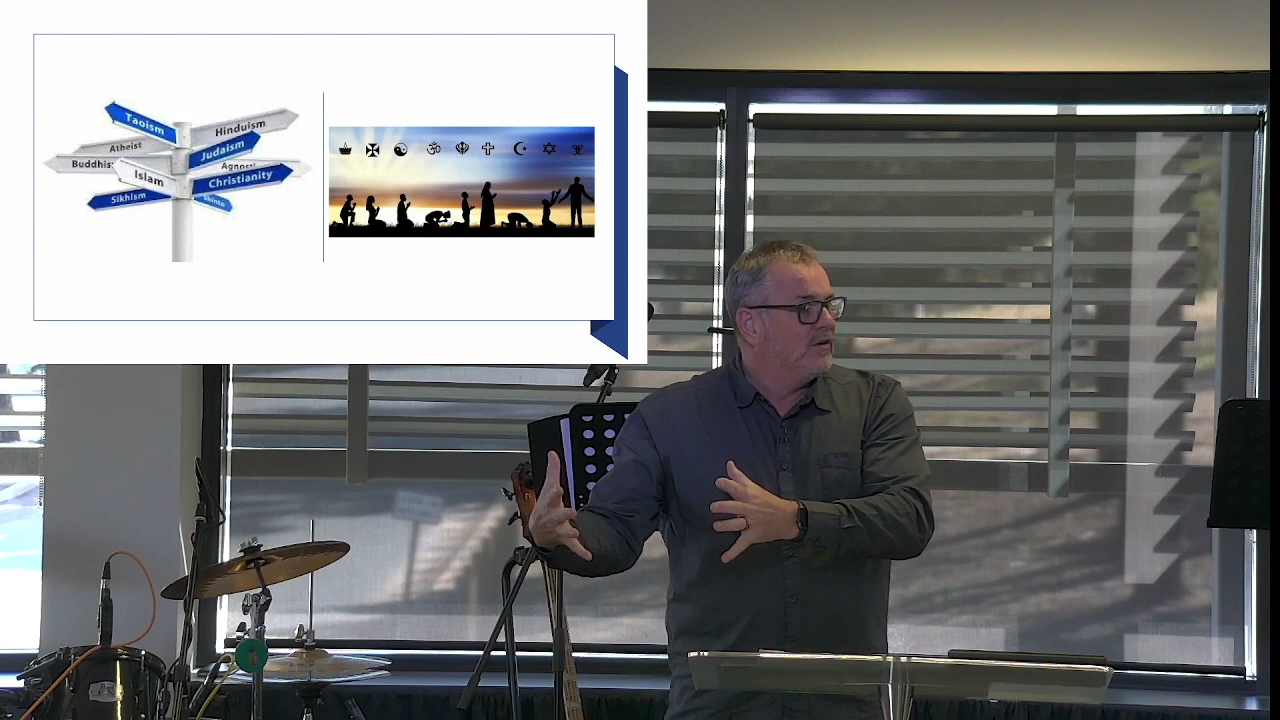 Taoism
Hinduism
Atheist
Judaism
Buddhis
Agnost
Islam
Christianity
Sikhism
Shinto